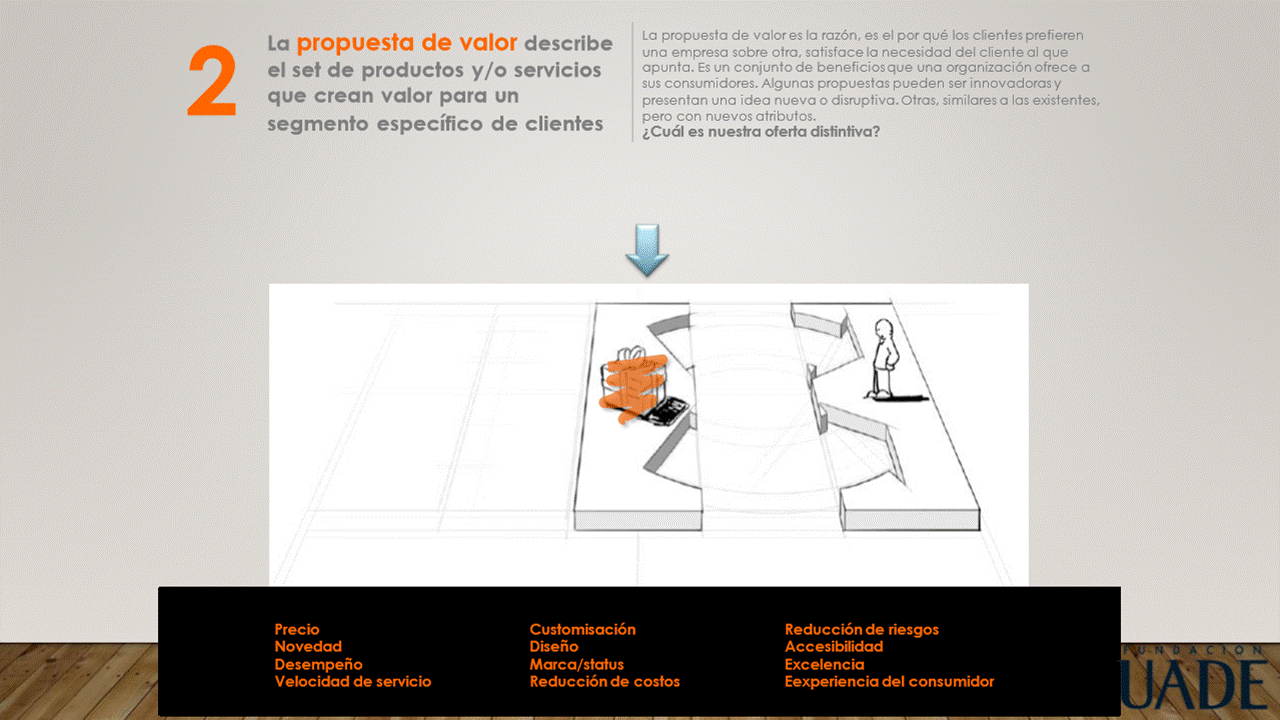 2
La propuesta de valor describe
el set de productos y/o servicios
que crean valor para un
segmento específico de clientes
La propuesta de valor es la razón, es el por qué los clientes prefieren
una empresa sobre otra, satisface la necesidad del cliente al que
apunta. Es un conjunto de beneficios que una organización ofrece a
sus consumidores. Algunas propuestas pueden ser innovadoras y
presentan una idea nueva o disruptiva. Otras, similares a las existentes,
pero con nuevos atributos.
¿Cuál es nuestra oferta distintiva?
Precio
Novedad
Desempeño
Velocidad de servicio
Customisación
Diseño
Marca/status
Reducción de costos
Reducción de riesgos
Accesibilidad
Excelencia
Eexperiencia del consumidor
FUNDACIÓN
UADE